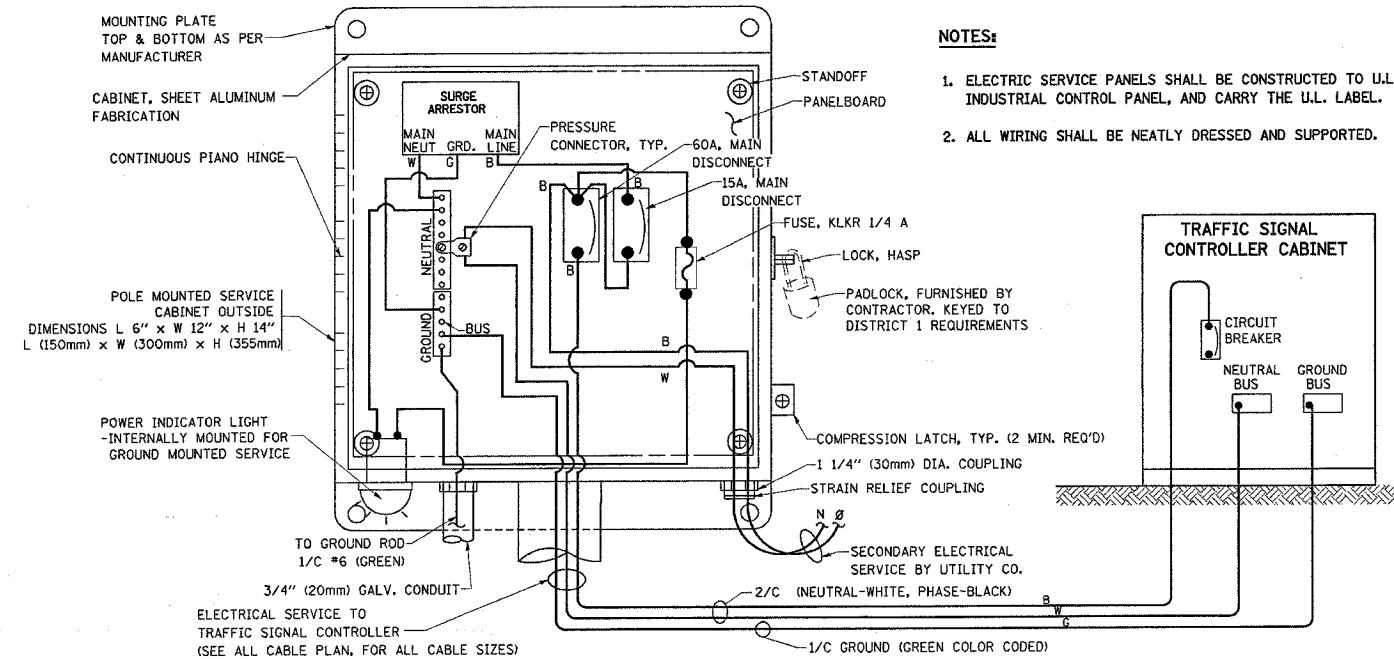 MOUNTING PLATE
TOP & BOTTOM AS PER
MANUFACTURER
CABINET, SHEET ALUMINUM
FABRICATION
CONTINUOUS PIANO HINGE
POLE MOUNTED SERVICE
CABINET OUTSIDE
DIMENSIONS L 6" x W 12" x H 14"
L (150mm) x W (300mm) x H (355mm)
POWER INDICATOR LIGHT
-INTERNALLY MOUNTED FOR
GROUND MOUNTED SERVICE
SURGE
ARRESTOR
MAIN
NEUT
GRD.
MAIN
LINE
W
G
B
PRESSURE
CONNECTOR, TYP.
STANDOFF
PANELBOARD
60A, MAIN
DISCONNECT
15A, MAIN
DISCONNECT
B
B
B
FUSE, KLKR 1/4 A
LOCK, HASP
PADLOCK, FURNISHED BY
CONTRACTOR. KEYED TO
DISTRICT 1 REQUIREMENTS
NEUTRAL
GROUND
BUS
B
W
COMPRESSION LATCH, TYP. (2 MIN. REQ'D)
1 1/4" (30mm) DIA. COUPLING
STRAIN RELIEF COUPLING
N Ø
SECONDARY ELECTRICAL
SERVICE BY UTILITY CO.
TO GROUND ROD
1/C #6 (GREEN)
3/4" (20mm) GALV. CONDUIT
ELECTRICAL SERVICE TO
TRAFFIC SIGNAL CONTROLLER
(SEE ALL CABLE PLAN, FOR ALL CABLE SIZES)
2/C (NEUTRAL-WHITE, PHASE-BLACK)
B
W
G
1/C GROUND (GREEN COLOR CODED)
NOTES:
1. ELECTRIC SERVICE PANELS SHALL BE CONSTRUCTED TO U.L
INDUSTRIAL CONTROL PANEL, AND CARRY THE U.L. LABEL.
2. ALL WIRING SHALL BE NEATLY DRESSED AND SUPPORTED.
TRAFFIC SIGNAL
CONTROLLER CABINET
CIRCUIT
BREAKER
NEUTRAL
BUS
GROUND
BUS